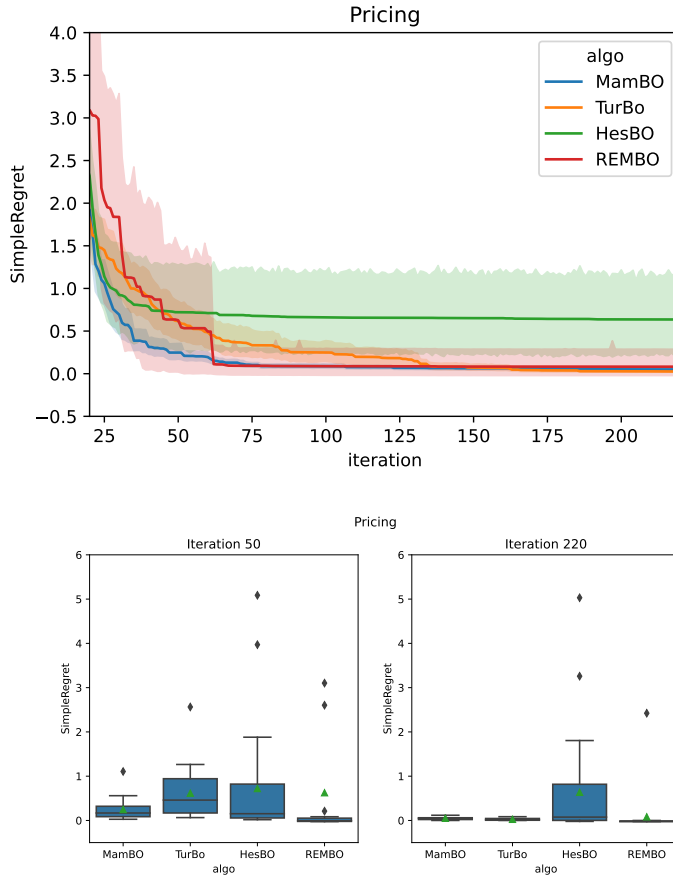 Pricing
4.0
3.5
3.0
2.5
2.0
1.5
1.0
0.5
0.0
−0.5
SimpleRegret
algo
MamBO
TurBo
HesBO
REMBO
25 50 75 100 125 150 175 200
iteration
Pricing
Iteration 50
6
5
4
3
2
1
0
SimpleRegret
MamBO TurBo HesBO REMBO
algo
Iteration 220
6
5
4
3
2
1
0
SimpleRegret
MamBO TurBo HesBO REMBO
algo